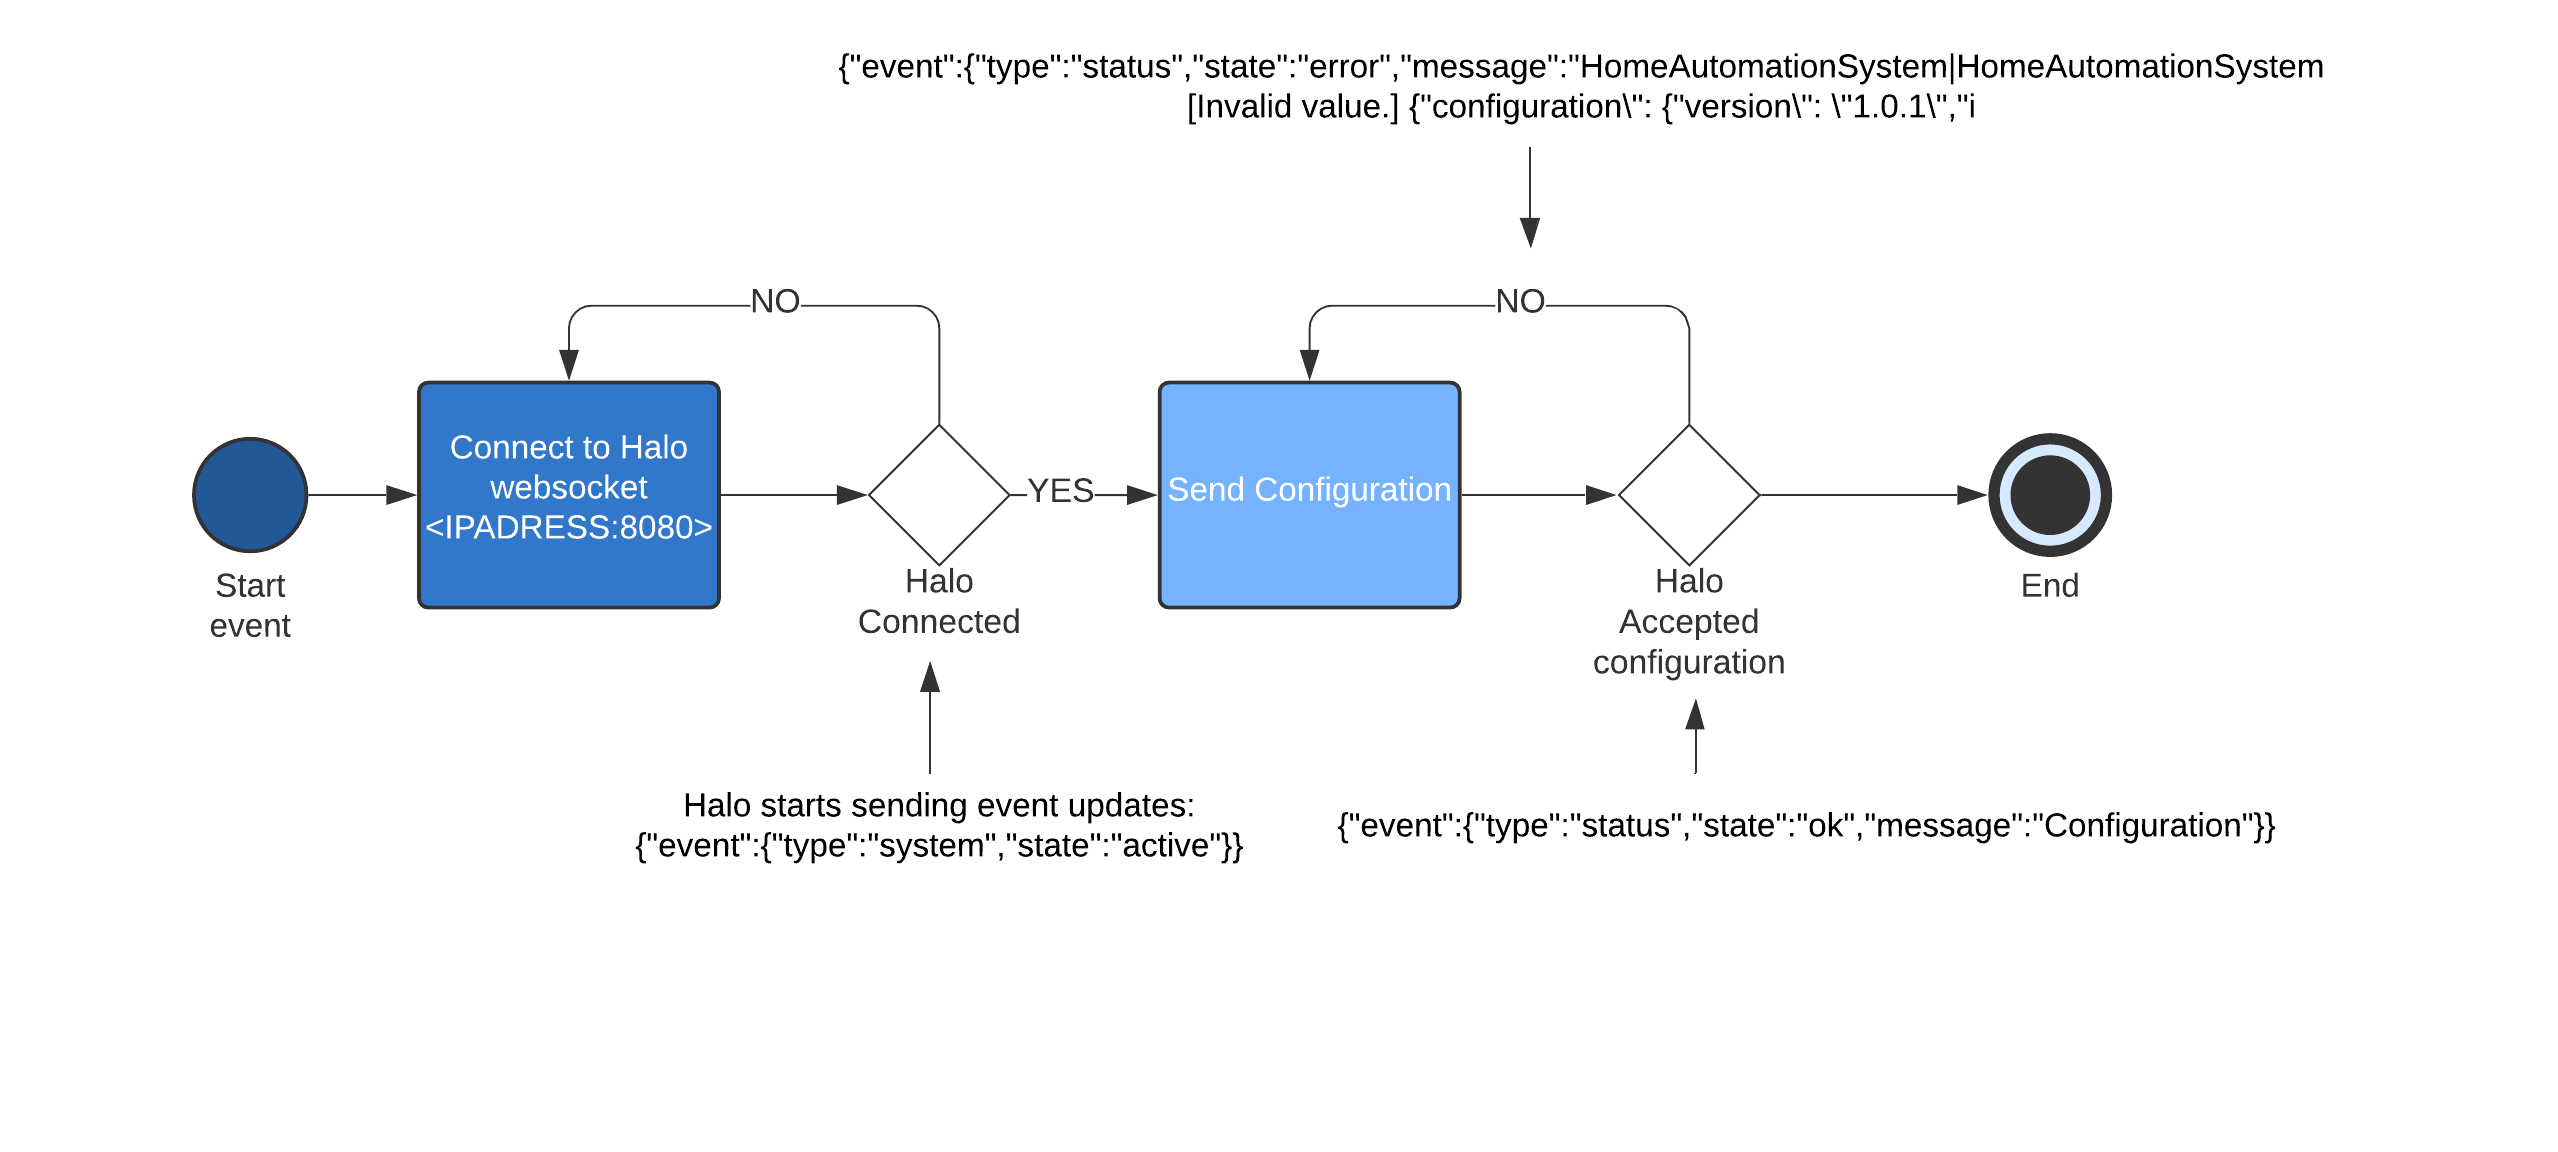 {"event":{"type":"status","state":"error","message":"HomeAutomationSystem|HomeAutomationSystem
[Invalid value.] {"configuration\": {"version\": \"1.0.1\","i
NO
NO
Connect to Halo
websocket
<IPADRESS:8080>
YES
Send Configuration
Start
event
Halo
Connected
Halo
Accepted
configuration
End
Halo starts sending event updates:
{"event":{"type":"system","state":"active"}}
{"event":{"type":"status","state":"ok","message":"Configuration"}}